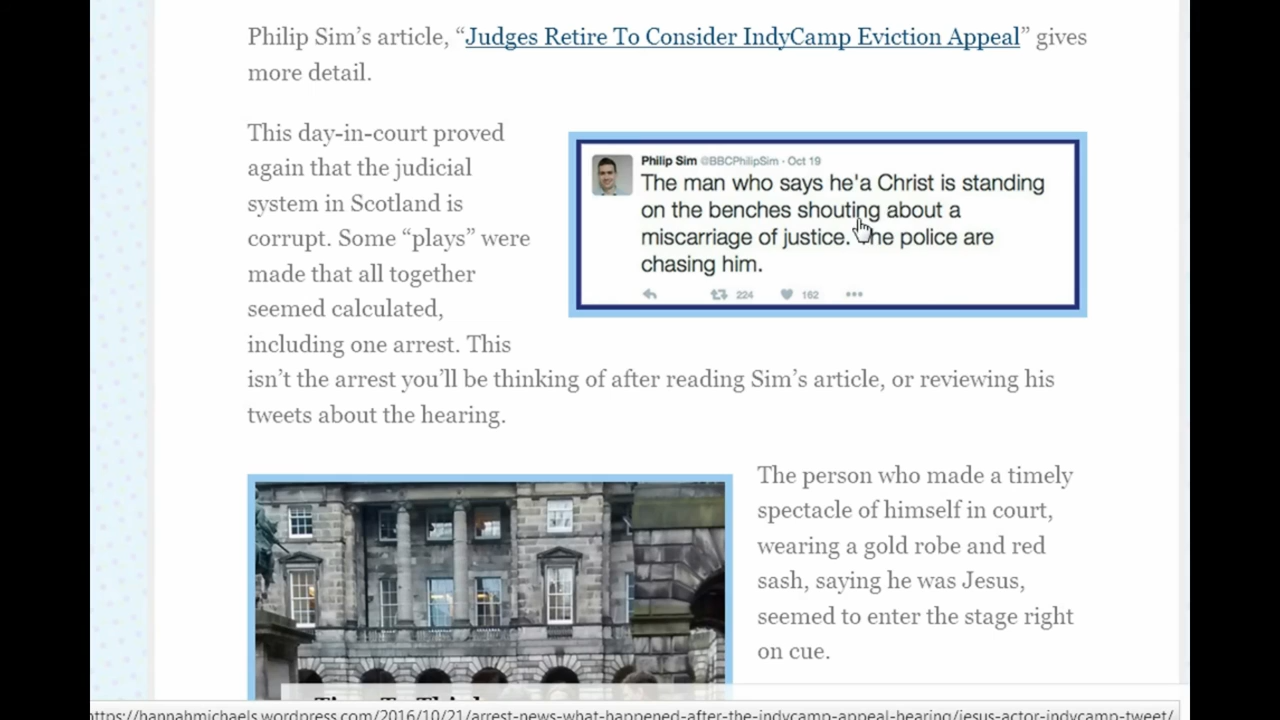 Philip Sim’s article, “Judges Retire To Consider IndyCamp Eviction Appeal” gives
more detail.
This day-in-court proved
again that the judicial
system in Scotland is
corrupt. Some “plays” were
made that all together
seemed calculated,
including one arrest. This
isn’t the arrest you’ll be thinking of after reading Sim’s article, or reviewing his
tweets about the hearing.
Philip Sim @BBCPhilipSim · Oct 19
The man who says he'a Christ is standing
on the benches shouting about a
miscarriage of justice. The police are
chasing him.
224 162
The person who made a timely
spectacle of himself in court,
wearing a gold robe and red
sash, saying he was Jesus,
seemed to enter the stage right
on cue.
https://hannahmichaels.wordpress.com/2016/10/21/arrest-news-what-happened-after-the-indycamp-appeal-hearing/jesus-actor-indycamp-tweet/